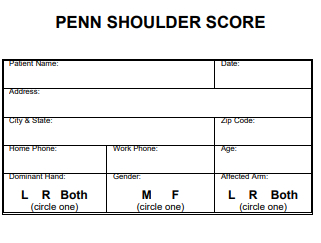 PENN SHOULDER SCORE
Patient Name: Date:
Address:
City & State: Zip Code:
Home Phone: Work Phone: Age:
Dominant Hand: Gender: Affected Arm:
L R Both M F L R Both
(circle one) (circle one) (circle one)